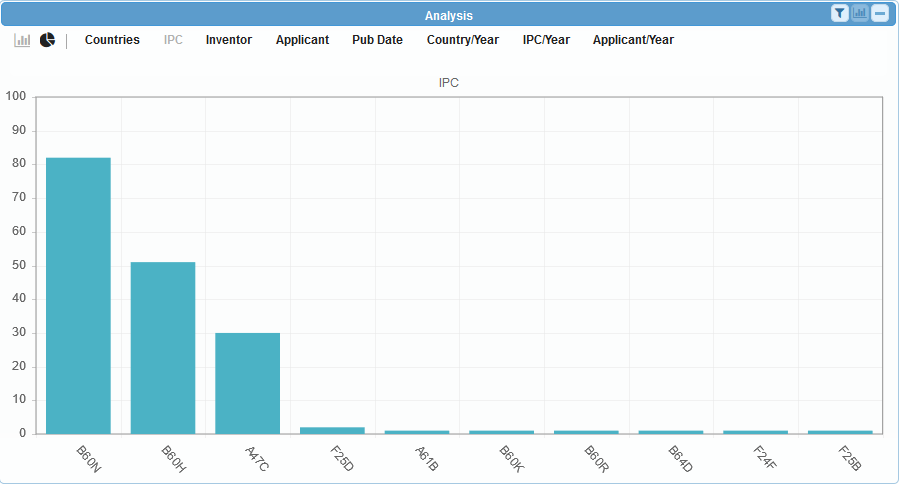 Analysis
Countries IPC Inventor Applicant Pub Date Country/Year IPC/Year Applicant/Year
IPC
100
90
80
70
60
50
40
30
20
10
0
B60N B60H A47C F25D A61B B60K B60R B64D F24F F25B